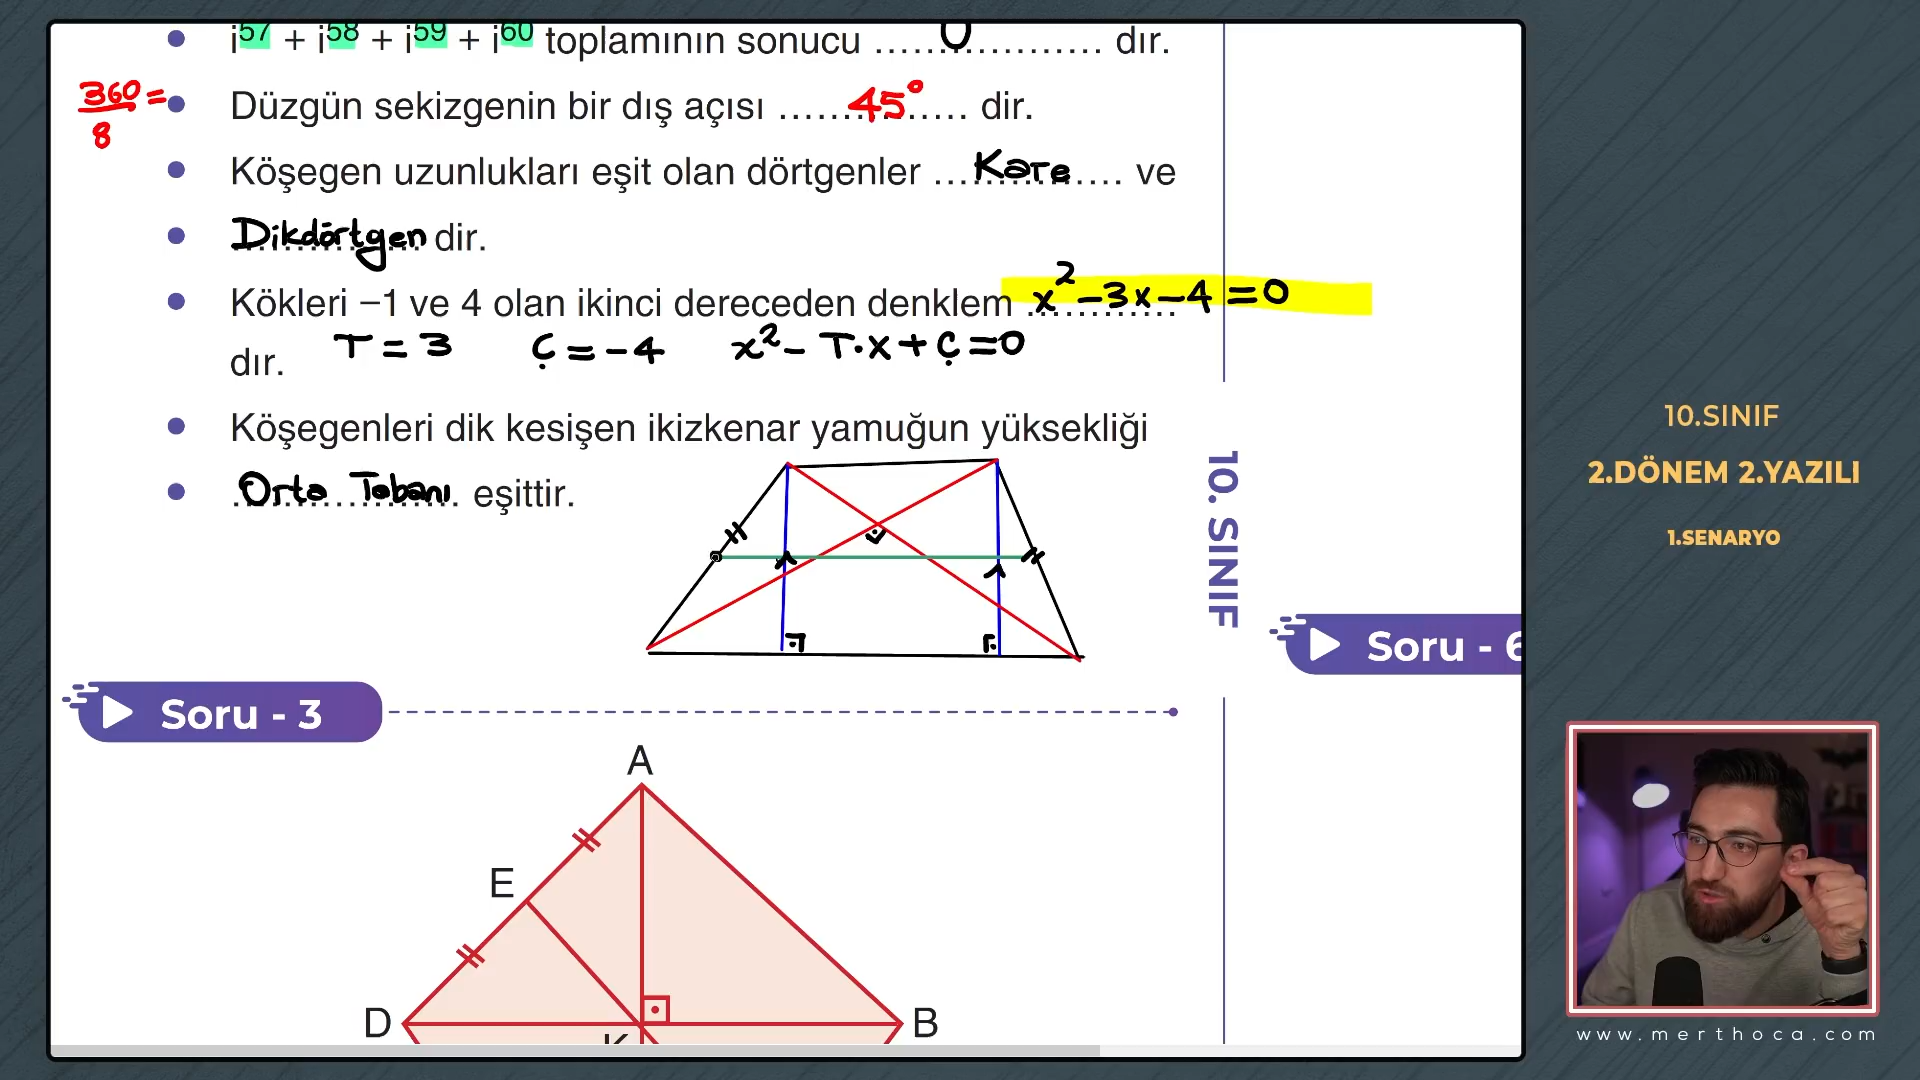 i⁵⁷ + i⁵⁸ + i⁵⁹ + i⁶⁰ toplamının sonucu ........0........ dır.
360/8 =
Düzgün sekizgenin bir dış açısı ....45°.... dir.
Köşegen uzunlukları eşit olan dörtgenler ....Kare.... ve
Dikdörtgen dir.
Kökleri –1 ve 4 olan ikinci dereceden denklem x² – 3x – 4 = 0
dır. T = 3 Ç = –4 x² – T·x + Ç = 0
Köşegenleri dik kesişen ikizkenar yamuğun yüksekliği
Orta Tabanı eşittir.
Soru - 3
A
E
D
B
K
10. SINIF
Soru - 6
10.SINIF
2.DÖNEM 2.YAZILI
1.SENARYO
www.merthoca.com